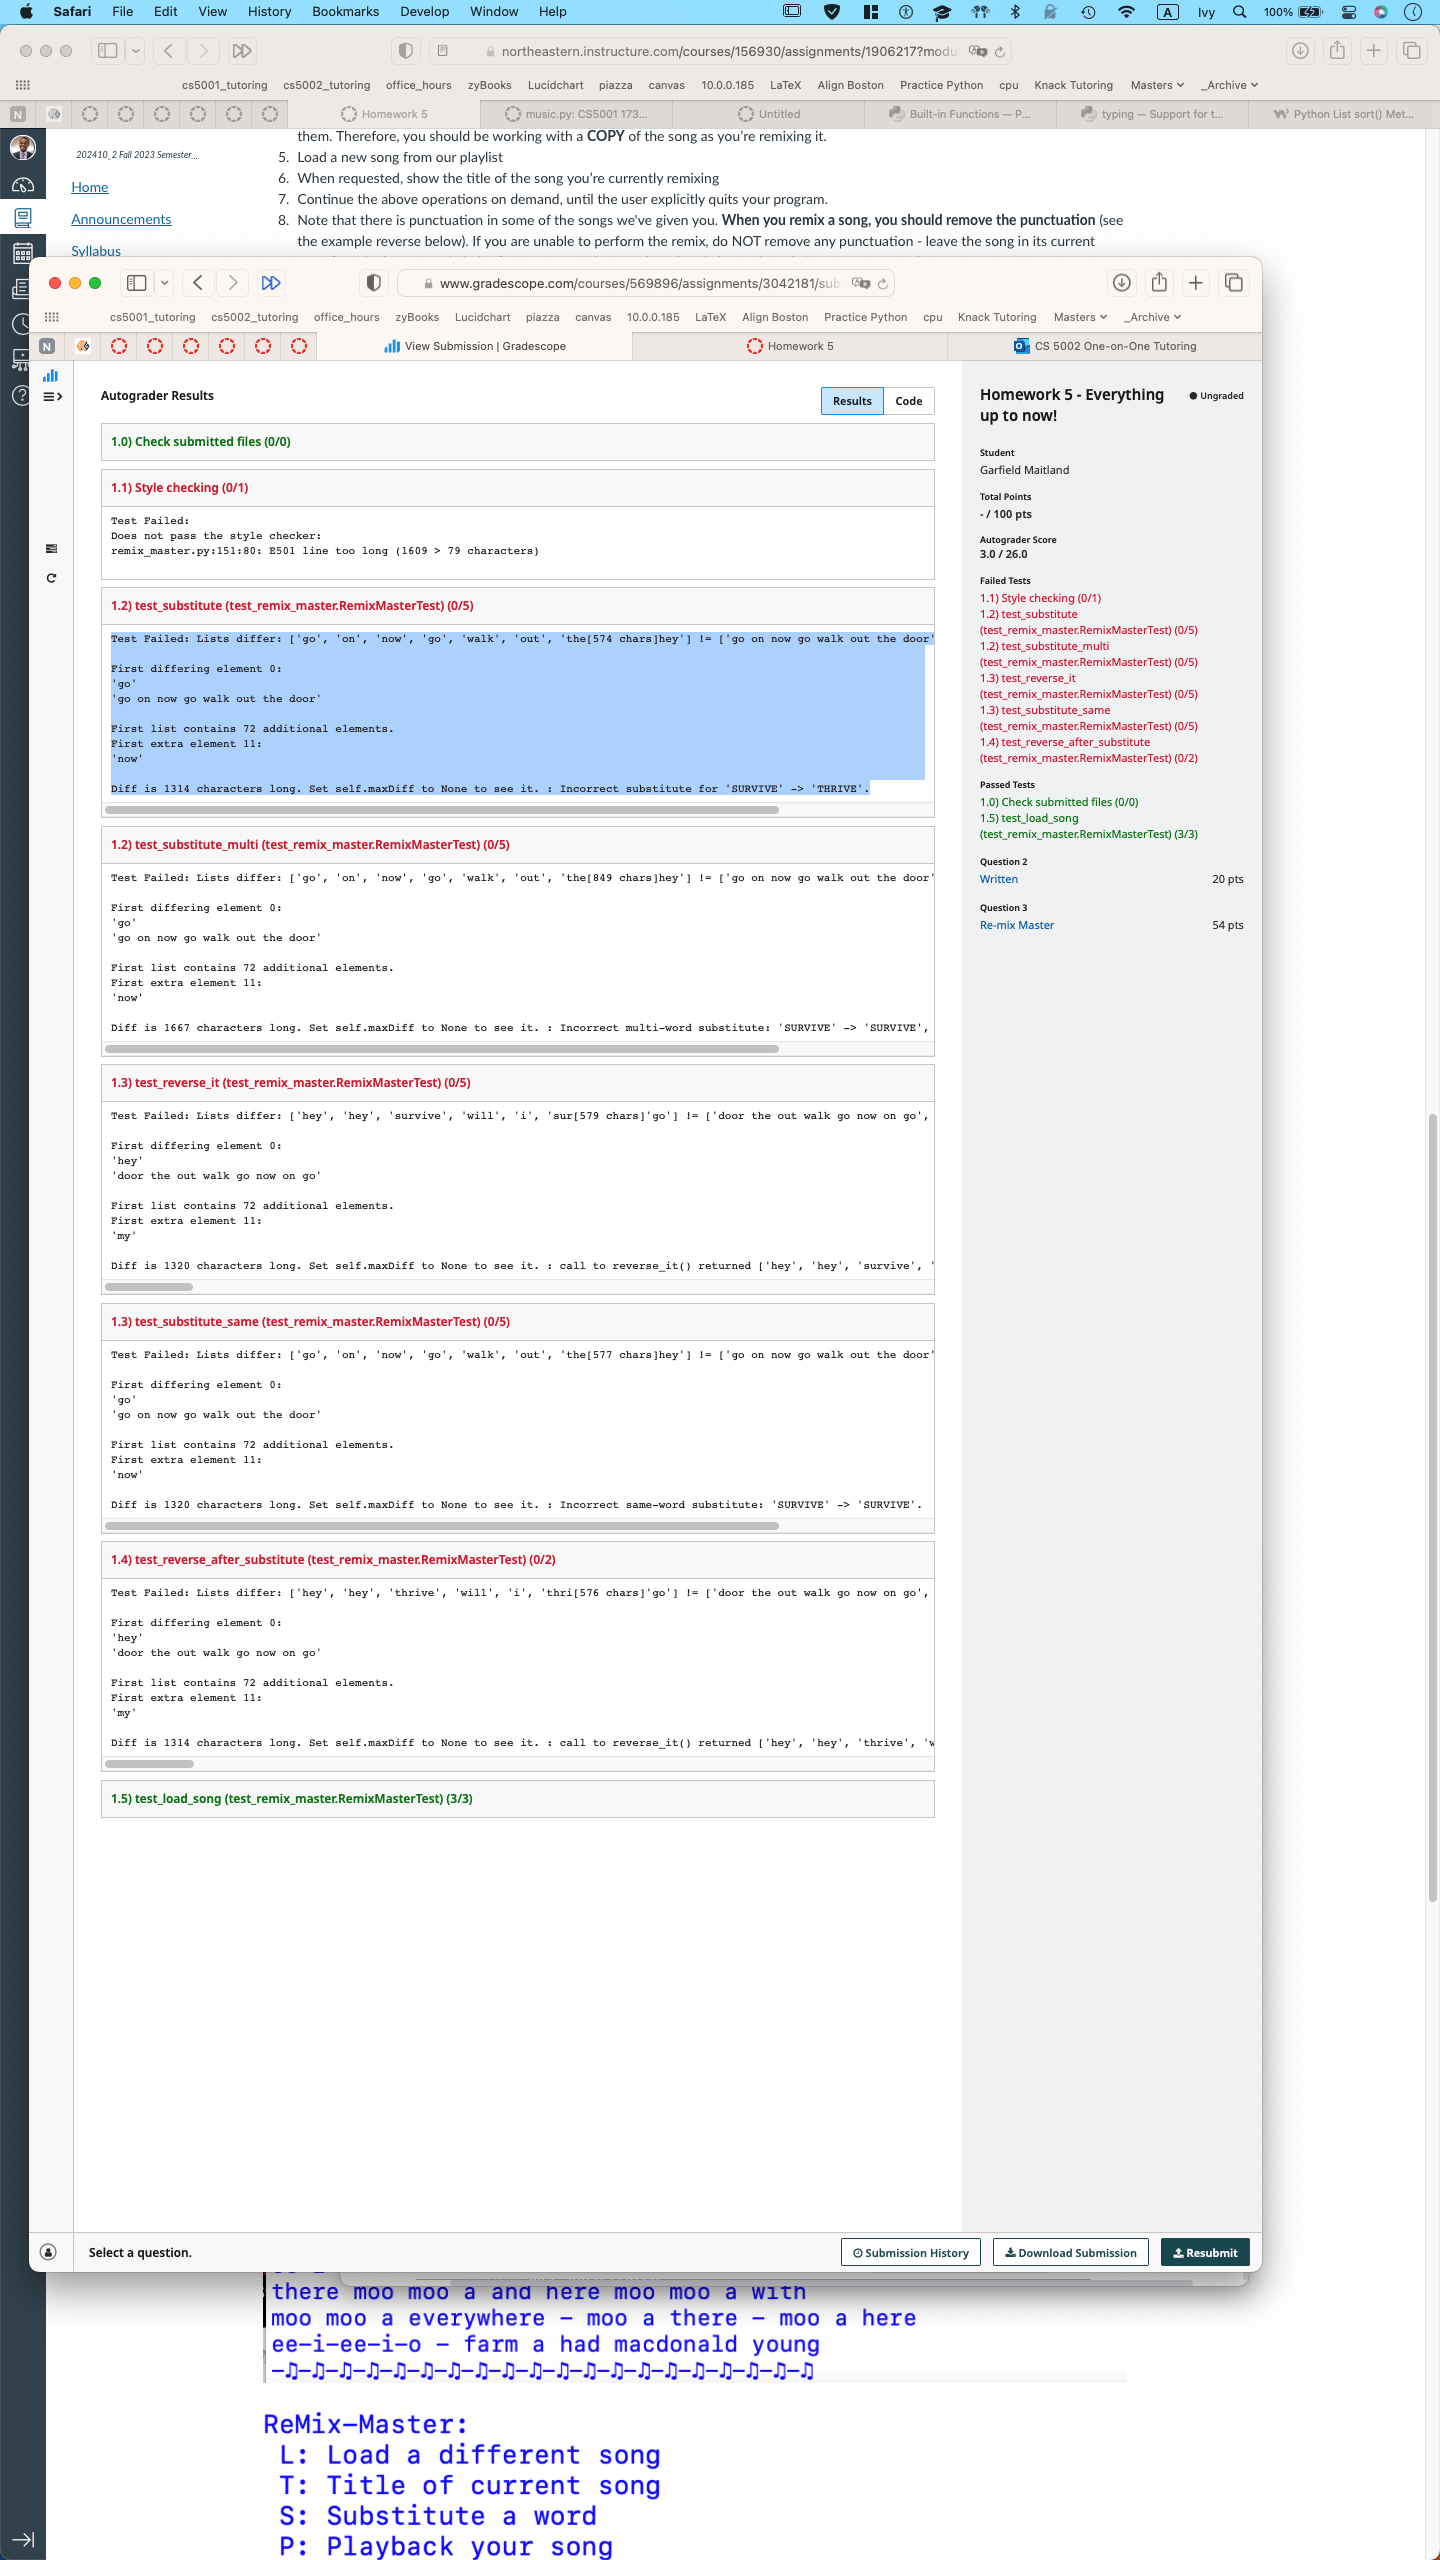 Safari File Edit View History Bookmarks Develop Window Help A Ivy 100%
northeastern.instructure.com/courses/156930/assignments/1906217?modu
cs5001_tutoring cs5002_tutoring office_hours zyBooks Lucidchart piazza canvas 10.0.0.185 LaTeX Align Boston Practice Python cpu Knack Tutoring Masters _Archive
N Homework 5 music.py: CS5001 173... Untitled Built-in Functions — P... typing — Support for t... Python List sort() Met...
202410_2 Fall 2023 Semester...
Home
Announcements
Syllabus
them. Therefore, you should be working with a COPY of the song as you're remixing it.
5. Load a new song from our playlist
6. When requested, show the title of the song you're currently remixing
7. Continue the above operations on demand, until the user explicitly quits your program.
8. Note that there is punctuation in some of the songs we've given you. When you remix a song, you should remove the punctuation (see
the example reverse below). If you are unable to perform the remix, do NOT remove any punctuation - leave the song in its current
www.gradescope.com/courses/569896/assignments/3042181/sub
cs5001_tutoring cs5002_tutoring office_hours zyBooks Lucidchart piazza canvas 10.0.0.185 LaTeX Align Boston Practice Python cpu Knack Tutoring Masters _Archive
N View Submission | Gradescope Homework 5 CS 5002 One-on-One Tutoring
Autograder Results
Results Code
1.0) Check submitted files (0/0)
1.1) Style checking (0/1)
Test Failed:
Does not pass the style checker:
remix_master.py:151:80: E501 line too long (1609 > 79 characters)
1.2) test_substitute (test_remix_master.RemixMasterTest) (0/5)
Test Failed: Lists differ: ['go', 'on', 'now', 'go', 'walk', 'out', 'the[574 chars]hey'] != ['go on now go walk out the door'
First differing element 0:
'go'
'go on now go walk out the door'
First list contains 72 additional elements.
First extra element 11:
'now'
Diff is 1314 characters long. Set self.maxDiff to None to see it. : Incorrect substitute for 'SURVIVE' -> 'THRIVE'.
1.2) test_substitute_multi (test_remix_master.RemixMasterTest) (0/5)
Test Failed: Lists differ: ['go', 'on', 'now', 'go', 'walk', 'out', 'the[849 chars]hey'] != ['go on now go walk out the door'
First differing element 0:
'go'
'go on now go walk out the door'
First list contains 72 additional elements.
First extra element 11:
'now'
Diff is 1667 characters long. Set self.maxDiff to None to see it. : Incorrect multi-word substitute: 'SURVIVE' -> 'SURVIVE',
1.3) test_reverse_it (test_remix_master.RemixMasterTest) (0/5)
Test Failed: Lists differ: ['hey', 'hey', 'survive', 'will', 'i', 'sur[579 chars]'go'] != ['door the out walk go now on go',
First differing element 0:
'hey'
'door the out walk go now on go'
First list contains 72 additional elements.
First extra element 11:
'my'
Diff is 1320 characters long. Set self.maxDiff to None to see it. : call to reverse_it() returned ['hey', 'hey', 'survive', '
1.3) test_substitute_same (test_remix_master.RemixMasterTest) (0/5)
Test Failed: Lists differ: ['go', 'on', 'now', 'go', 'walk', 'out', 'the[577 chars]hey'] != ['go on now go walk out the door'
First differing element 0:
'go'
'go on now go walk out the door'
First list contains 72 additional elements.
First extra element 11:
'now'
Diff is 1320 characters long. Set self.maxDiff to None to see it. : Incorrect same-word substitute: 'SURVIVE' -> 'SURVIVE'.
1.4) test_reverse_after_substitute (test_remix_master.RemixMasterTest) (0/2)
Test Failed: Lists differ: ['hey', 'hey', 'thrive', 'will', 'i', 'thri[576 chars]'go'] != ['door the out walk go now on go',
First differing element 0:
'hey'
'door the out walk go now on go'
First list contains 72 additional elements.
First extra element 11:
'my'
Diff is 1314 characters long. Set self.maxDiff to None to see it. : call to reverse_it() returned ['hey', 'hey', 'thrive', 'w
1.5) test_load_song (test_remix_master.RemixMasterTest) (3/3)
Homework 5 - Everything
up to now!
Ungraded
Student
Garfield Maitland
Total Points
- / 100 pts
Autograder Score
3.0 / 26.0
Failed Tests
1.1) Style checking (0/1)
1.2) test_substitute
(test_remix_master.RemixMasterTest) (0/5)
1.2) test_substitute_multi
(test_remix_master.RemixMasterTest) (0/5)
1.3) test_reverse_it
(test_remix_master.RemixMasterTest) (0/5)
1.3) test_substitute_same
(test_remix_master.RemixMasterTest) (0/5)
1.4) test_reverse_after_substitute
(test_remix_master.RemixMasterTest) (0/2)
Passed Tests
1.0) Check submitted files (0/0)
1.5) test_load_song
(test_remix_master.RemixMasterTest) (3/3)
Question 2
Written 20 pts
Question 3
Re-mix Master 54 pts
Select a question.
Submission History Download Submission Resubmit
there moo moo a and here moo moo a with
moo moo a everywhere – moo a there – moo a here
ee-i-ee-i-o – farm a had macdonald young
–♫–♫–♫–♫–♫–♫–♫–♫–♫–♫–♫–♫–♫–♫–♫–♫–♫–♫–♫–♫
ReMix-Master:
L: Load a different song
T: Title of current song
S: Substitute a word
P: Playback your song